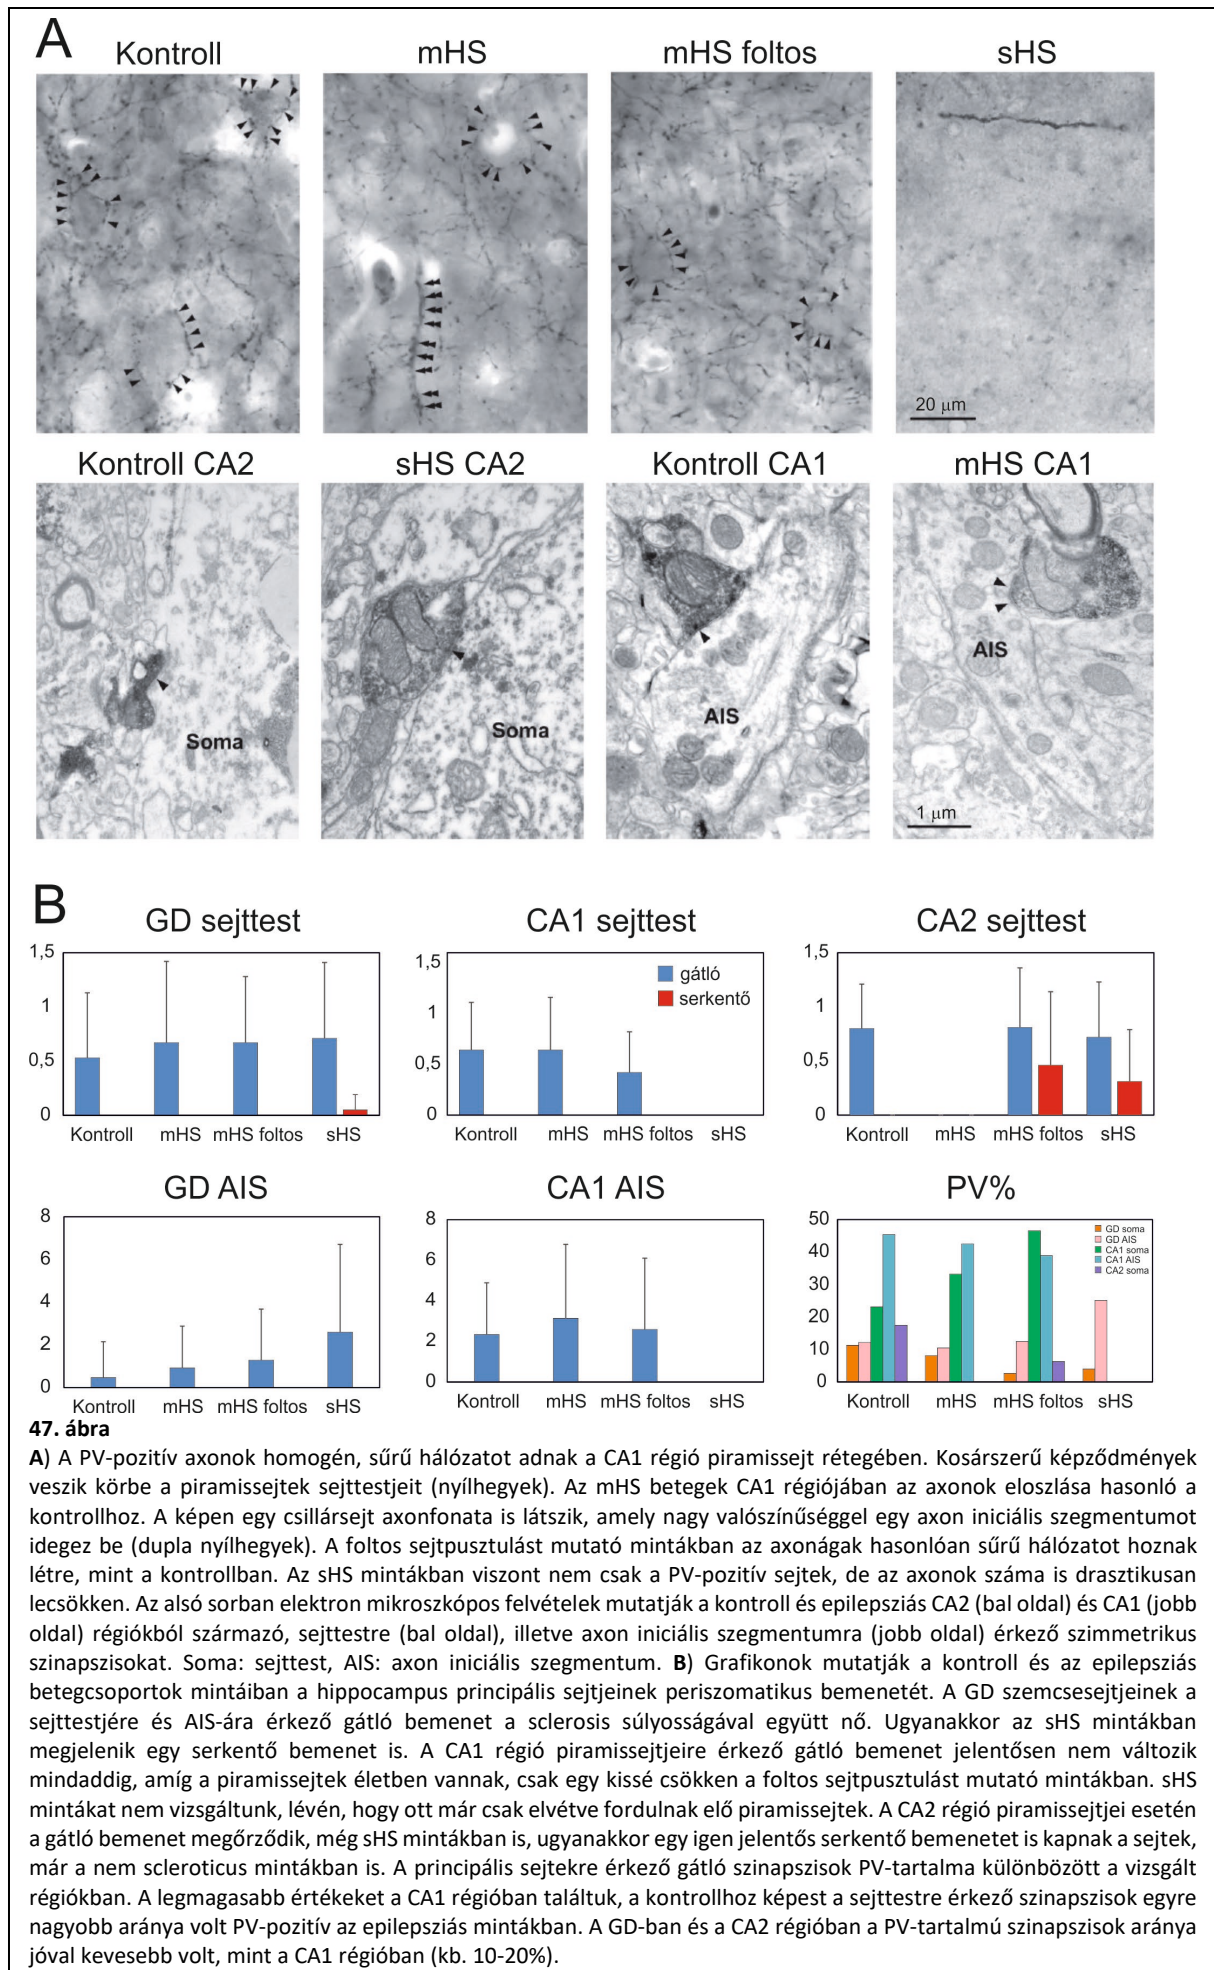 A
Kontroll
mHS
mHS foltos
sHS
20 µm
Kontroll CA2
sHS CA2
Kontroll CA1
mHS CA1
Soma
Soma
AIS
AIS
1 µm
B
GD sejttest
CA1 sejttest
CA2 sejttest
1,5
1
0,5
0
Kontroll
mHS
mHS foltos
sHS
1,5
1
0,5
0
gátló
serkentő
Kontroll
mHS
mHS foltos
sHS
1,5
1
0,5
0
Kontroll
mHS
mHS foltos
sHS
GD AIS
CA1 AIS
PV%
8
6
4
2
0
Kontroll
mHS
mHS foltos
sHS
8
6
4
2
0
Kontroll
mHS
mHS foltos
sHS
50
40
30
20
10
0
GD soma
GD AIS
CA1 soma
CA1 AIS
CA2 soma
Kontroll
mHS
mHS foltos
sHS
47. ábra
A) A PV-pozitív axonok homogén, sűrű hálózatot adnak a CA1 régió piramissejt rétegében. Kosárszerű képződmények
veszik körbe a piramissejtek sejttestjeit (nyílhegyek). Az mHS betegek CA1 régiójában az axonok eloszlása hasonló a
kontrollhoz. A képen egy csillársejt axonfonata is látszik, amely nagy valószínűséggel egy axon iniciális szegmentumot
idegez be (dupla nyílhegyek). A foltos sejtpusztulást mutató mintákban az axonágak hasonlóan sűrű hálózatot hoznak
létre, mint a kontrollban. Az sHS mintákban viszont nem csak a PV-pozitív sejtek, de az axonok száma is drasztikusan
lecsökken. Az alsó sorban elektron mikroszkópos felvételek mutatják a kontroll és epilepsziás CA2 (bal oldal) és CA1 (jobb
oldal) régiókból származó, sejttestre (bal oldal), illetve axon iniciális szegmentumra (jobb oldal) érkező szimmetrikus
szinapszisokat. Soma: sejttest, AIS: axon iniciális szegmentum. B) Grafikonok mutatják a kontroll és az epilepsziás
betegcsoportok mintáiban a hippocampus principális sejtjeinek periszomatikus bemenetét. A GD szemcsesejtjeinek a
sejttestjére és AIS-ára érkező gátló bemenet a sclerosis súlyosságával együtt nő. Ugyanakkor az sHS mintákban
megjelenik egy serkentő bemenet is. A CA1 régió piramissejtjeire érkező gátló bemenet jelentősen nem változik
mindaddig, amíg a piramissejtek életben vannak, csak egy kissé csökken a foltos sejtpusztulást mutató mintákban. sHS
mintákat nem vizsgáltunk, lévén, hogy ott már csak elvétve fordulnak elő piramissejtek. A CA2 régió piramissejtjei esetén
a gátló bemenet megőrződik, még sHS mintákban is, ugyanakkor egy igen jelentős serkentő bemenetet is kapnak a sejtek,
már a nem scleroticus mintákban is. A principális sejtekre érkező gátló szinapszisok PV-tartalma különbözött a vizsgált
régiókban. A legmagasabb értékeket a CA1 régióban találtuk, a kontrollhoz képest a sejttestre érkező szinapszisok egyre
nagyobb aránya volt PV-pozitív az epilepsziás mintákban. A GD-ban és a CA2 régióban a PV-tartalmú szinapszisok aránya
jóval kevesebb volt, mint a CA1 régióban (kb. 10-20%).